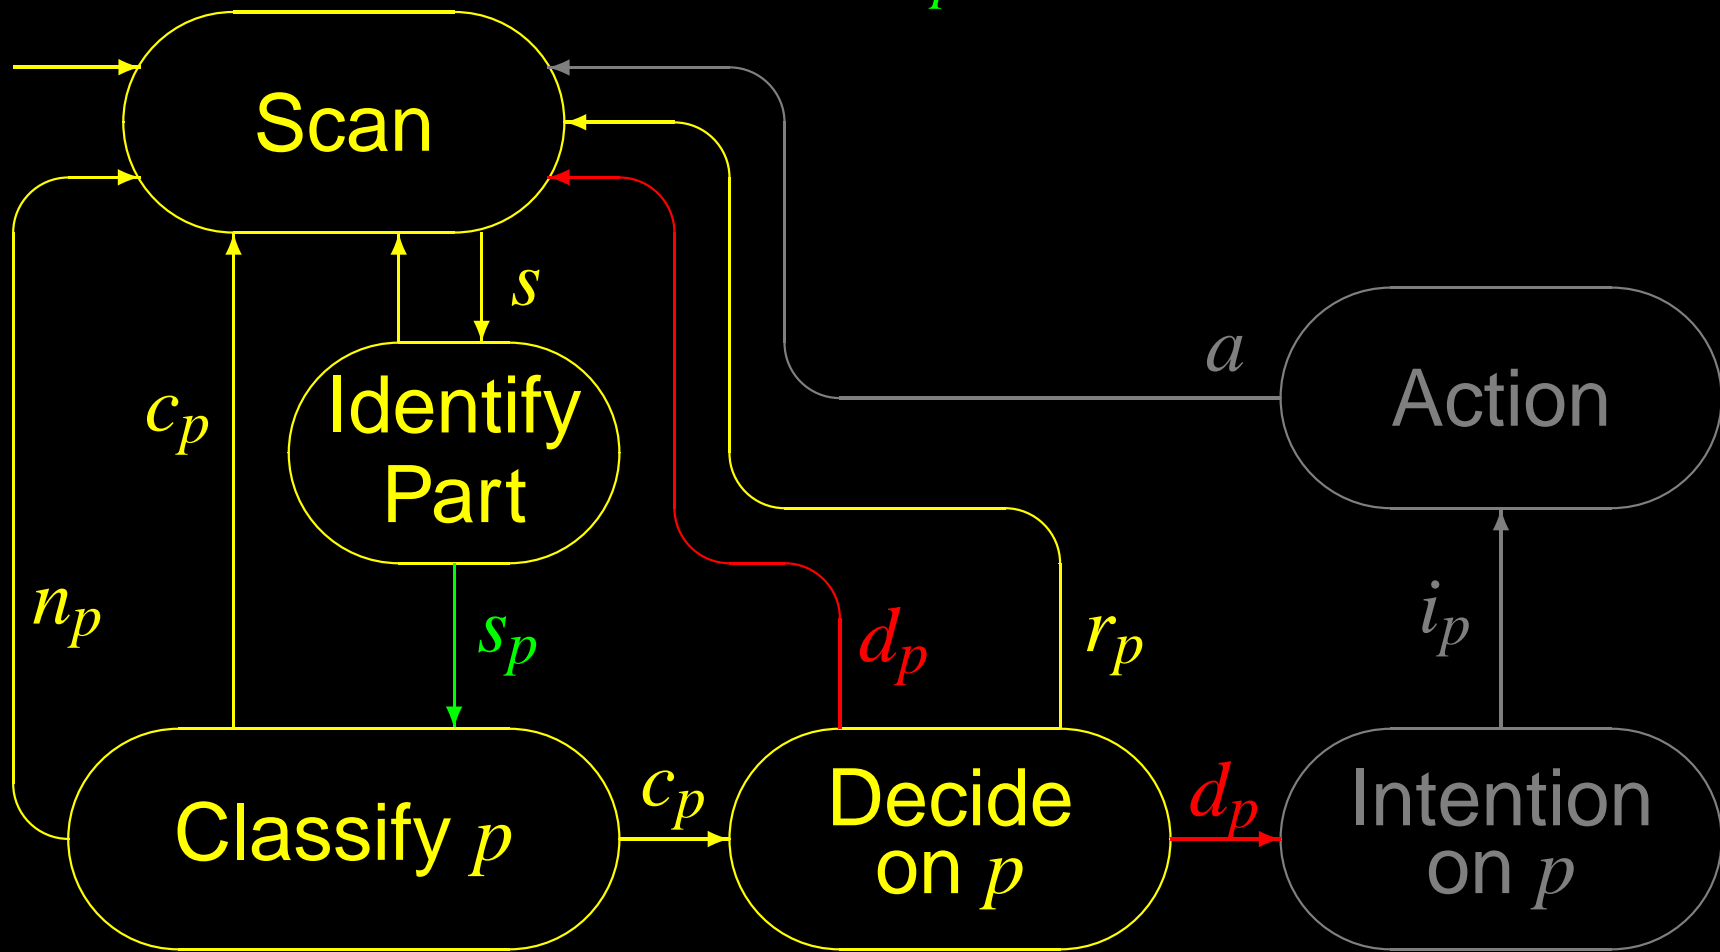 p
Scan
s
Identify
Part
a
Action
c_p
n_p
s_p
d_p
r_p
i_p
Classify p
c_p
Decide
on p
d_p
Intention
on p